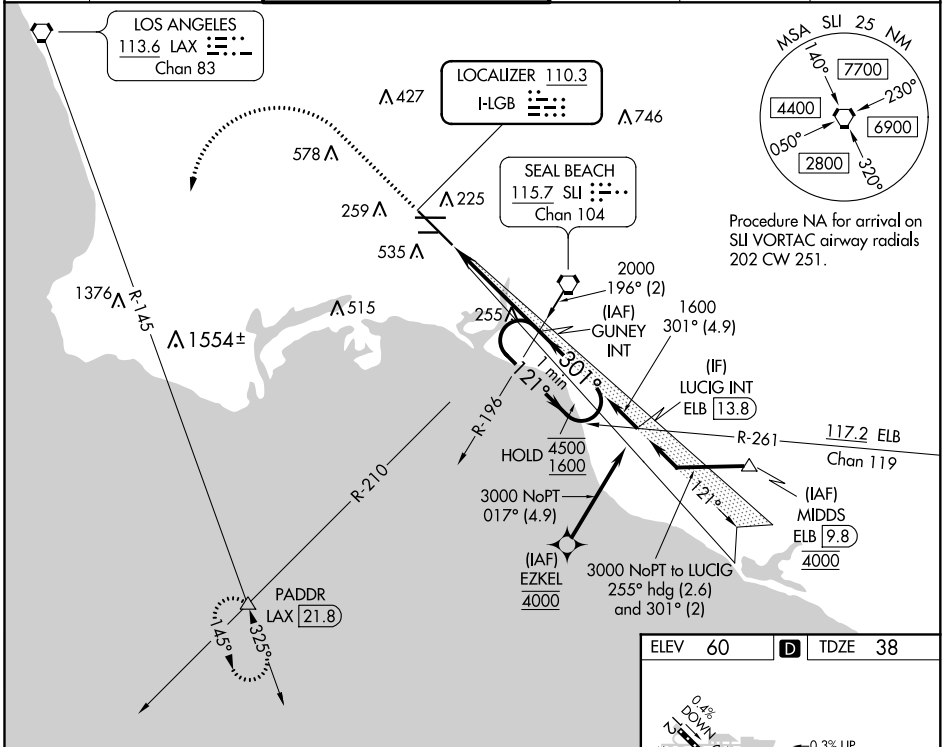 LOS ANGELES
113.6 LAX
Chan 83
LOCALIZER 110.3
I-LGB
SEAL BEACH
115.7 SLI
Chan 104
MSA SLI 25 NM
140°
7700
230°
4400
6900
050°
2800
320°
Procedure NA for arrival on
SLI VORTAC airway radials
202 CW 251.
427
746
578
259
225
535
1376
R-145
1554±
515
255
2000
196° (2)
(IAF)
GUNEY
INT
1600
301° (4.9)
301°
1 min
121°
(IF)
LUCIG INT
ELB 13.8
R-196
HOLD 4500
1600
R-261
117.2 ELB
Chan 119
R-210
3000 NoPT
017° (4.9)
121°
(IAF)
MIDDS
ELB 9.8
4000
(IAF)
EZKEL
4000
3000 NoPT to LUCIG
255° hdg (2.6)
and 301° (2)
PADDR
LAX 21.8
145°
325°
ELEV 60 D TDZE 38
0.4%
DOWN
12
0.3% UP